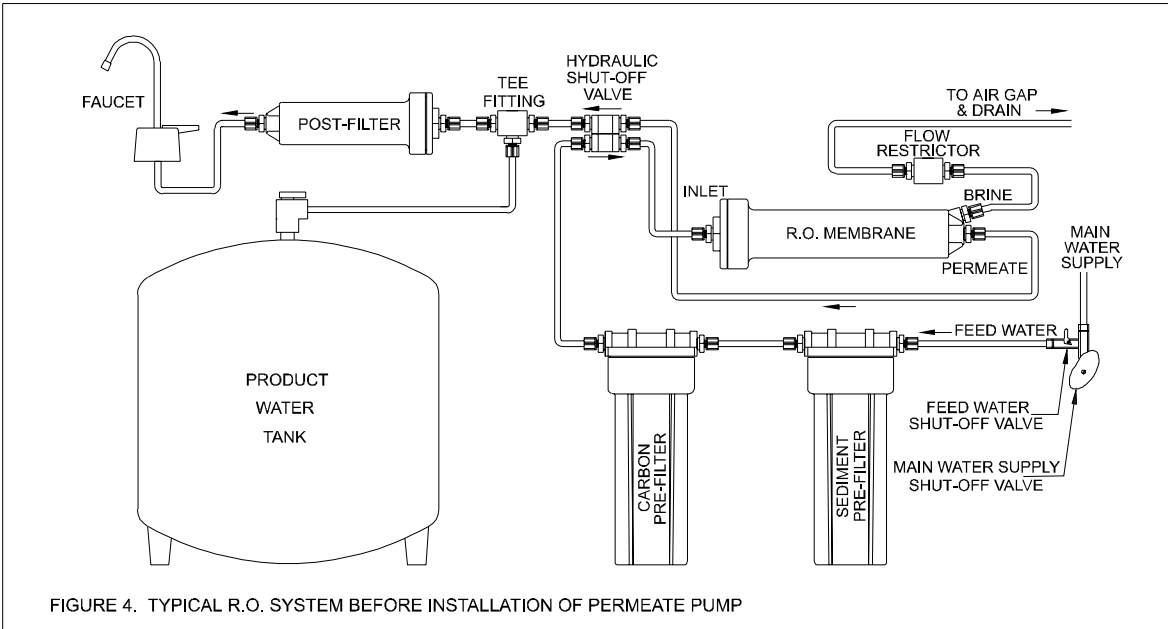 FAUCET
POST-FILTER
TEE
FITTING
HYDRAULIC
SHUT-OFF
VALVE
TO AIR GAP
& DRAIN
FLOW
RESTRICTOR
INLET
BRINE
R.O. MEMBRANE
PERMEATE
MAIN
WATER
SUPPLY
FEED WATER
PRODUCT
WATER
TANK
CARBON
PRE-FILTER
SEDIMENT
PRE-FILTER
FEED WATER
SHUT-OFF VALVE
MAIN WATER SUPPLY
SHUT-OFF VALVE
FIGURE 4. TYPICAL R.O. SYSTEM BEFORE INSTALLATION OF PERMEATE PUMP